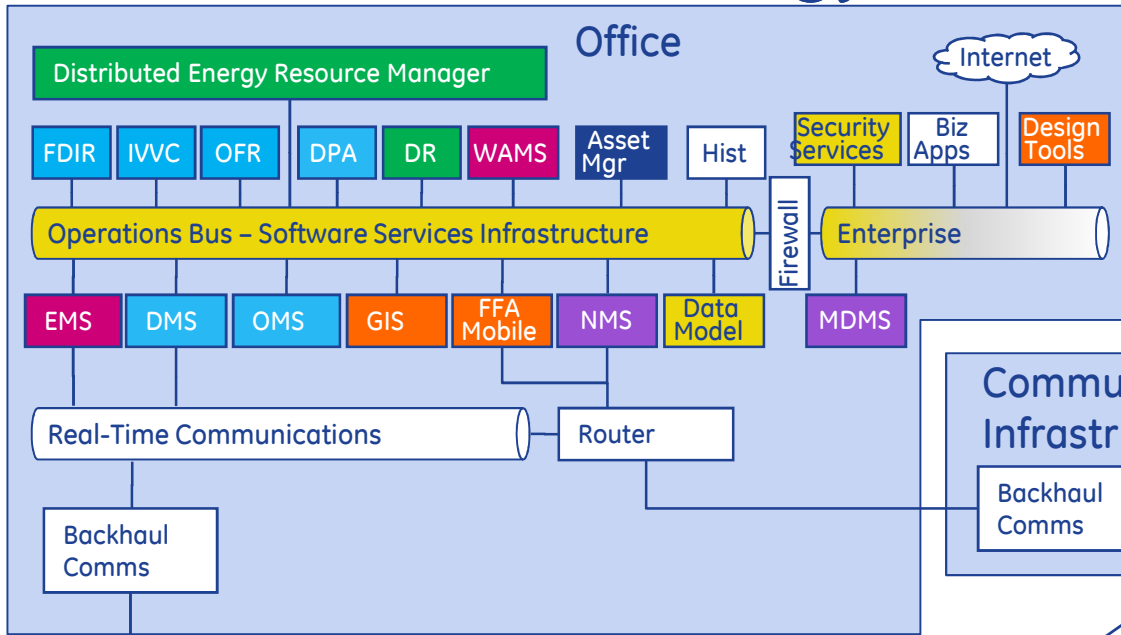 Office
Internet
Distributed Energy Resource Manager
FDIR
IVVC
OFR
DPA
DR
WAMS
Asset
Mgr
Hist
Security
Services
Biz
Apps
Design
Tools
Operations Bus – Software Services Infrastructure
Firewall
Enterprise
EMS
DMS
OMS
GIS
FFA
Mobile
NMS
Data
Model
MDMS
Real-Time Communications
Router
Commu
Infrastr
Backhaul
Comms
Backhaul
Comms